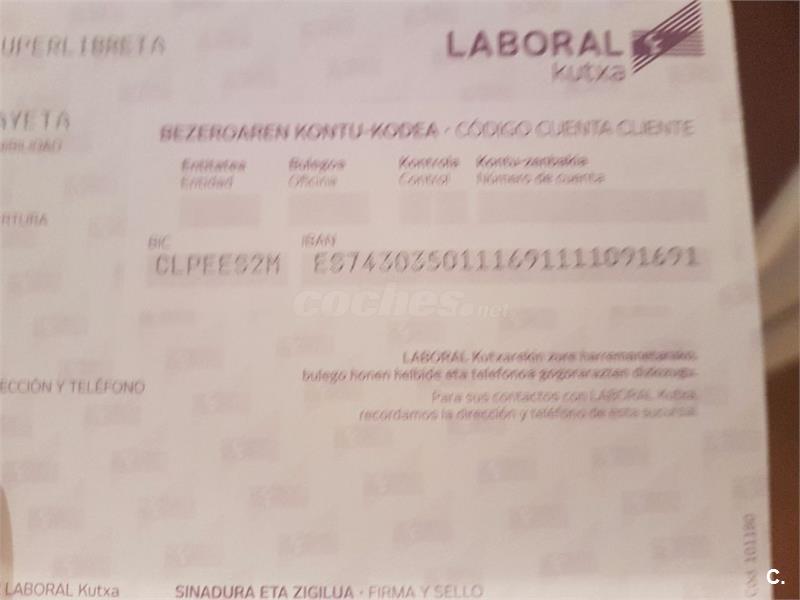 UPERLIBRETA
LABORAL
kutxa
AYETA
BEZEROAREN KONTU-KODEA · CÓDIGO CUENTA CLIENTE
Entitatea Bulegoa Kontrola Kontu-zenbakia
Entidad Oficina Control Número de cuenta
RTURA
BIC IBAN
CLPEES2M ES7430350111691111091691
coches.net
LABORAL Kutxarekin zure harremanetarako,
bulego honen helbide eta telefonoa gogorarazten dizkizugu.
ECCIÓN Y TELÉFONO
Para sus contactos con LABORAL Kutxa
recordamos la dirección y teléfono de esta sucursal.
Cód. 101180
C.
LABORAL Kutxa SINADURA ETA ZIGILUA · FIRMA Y SELLO